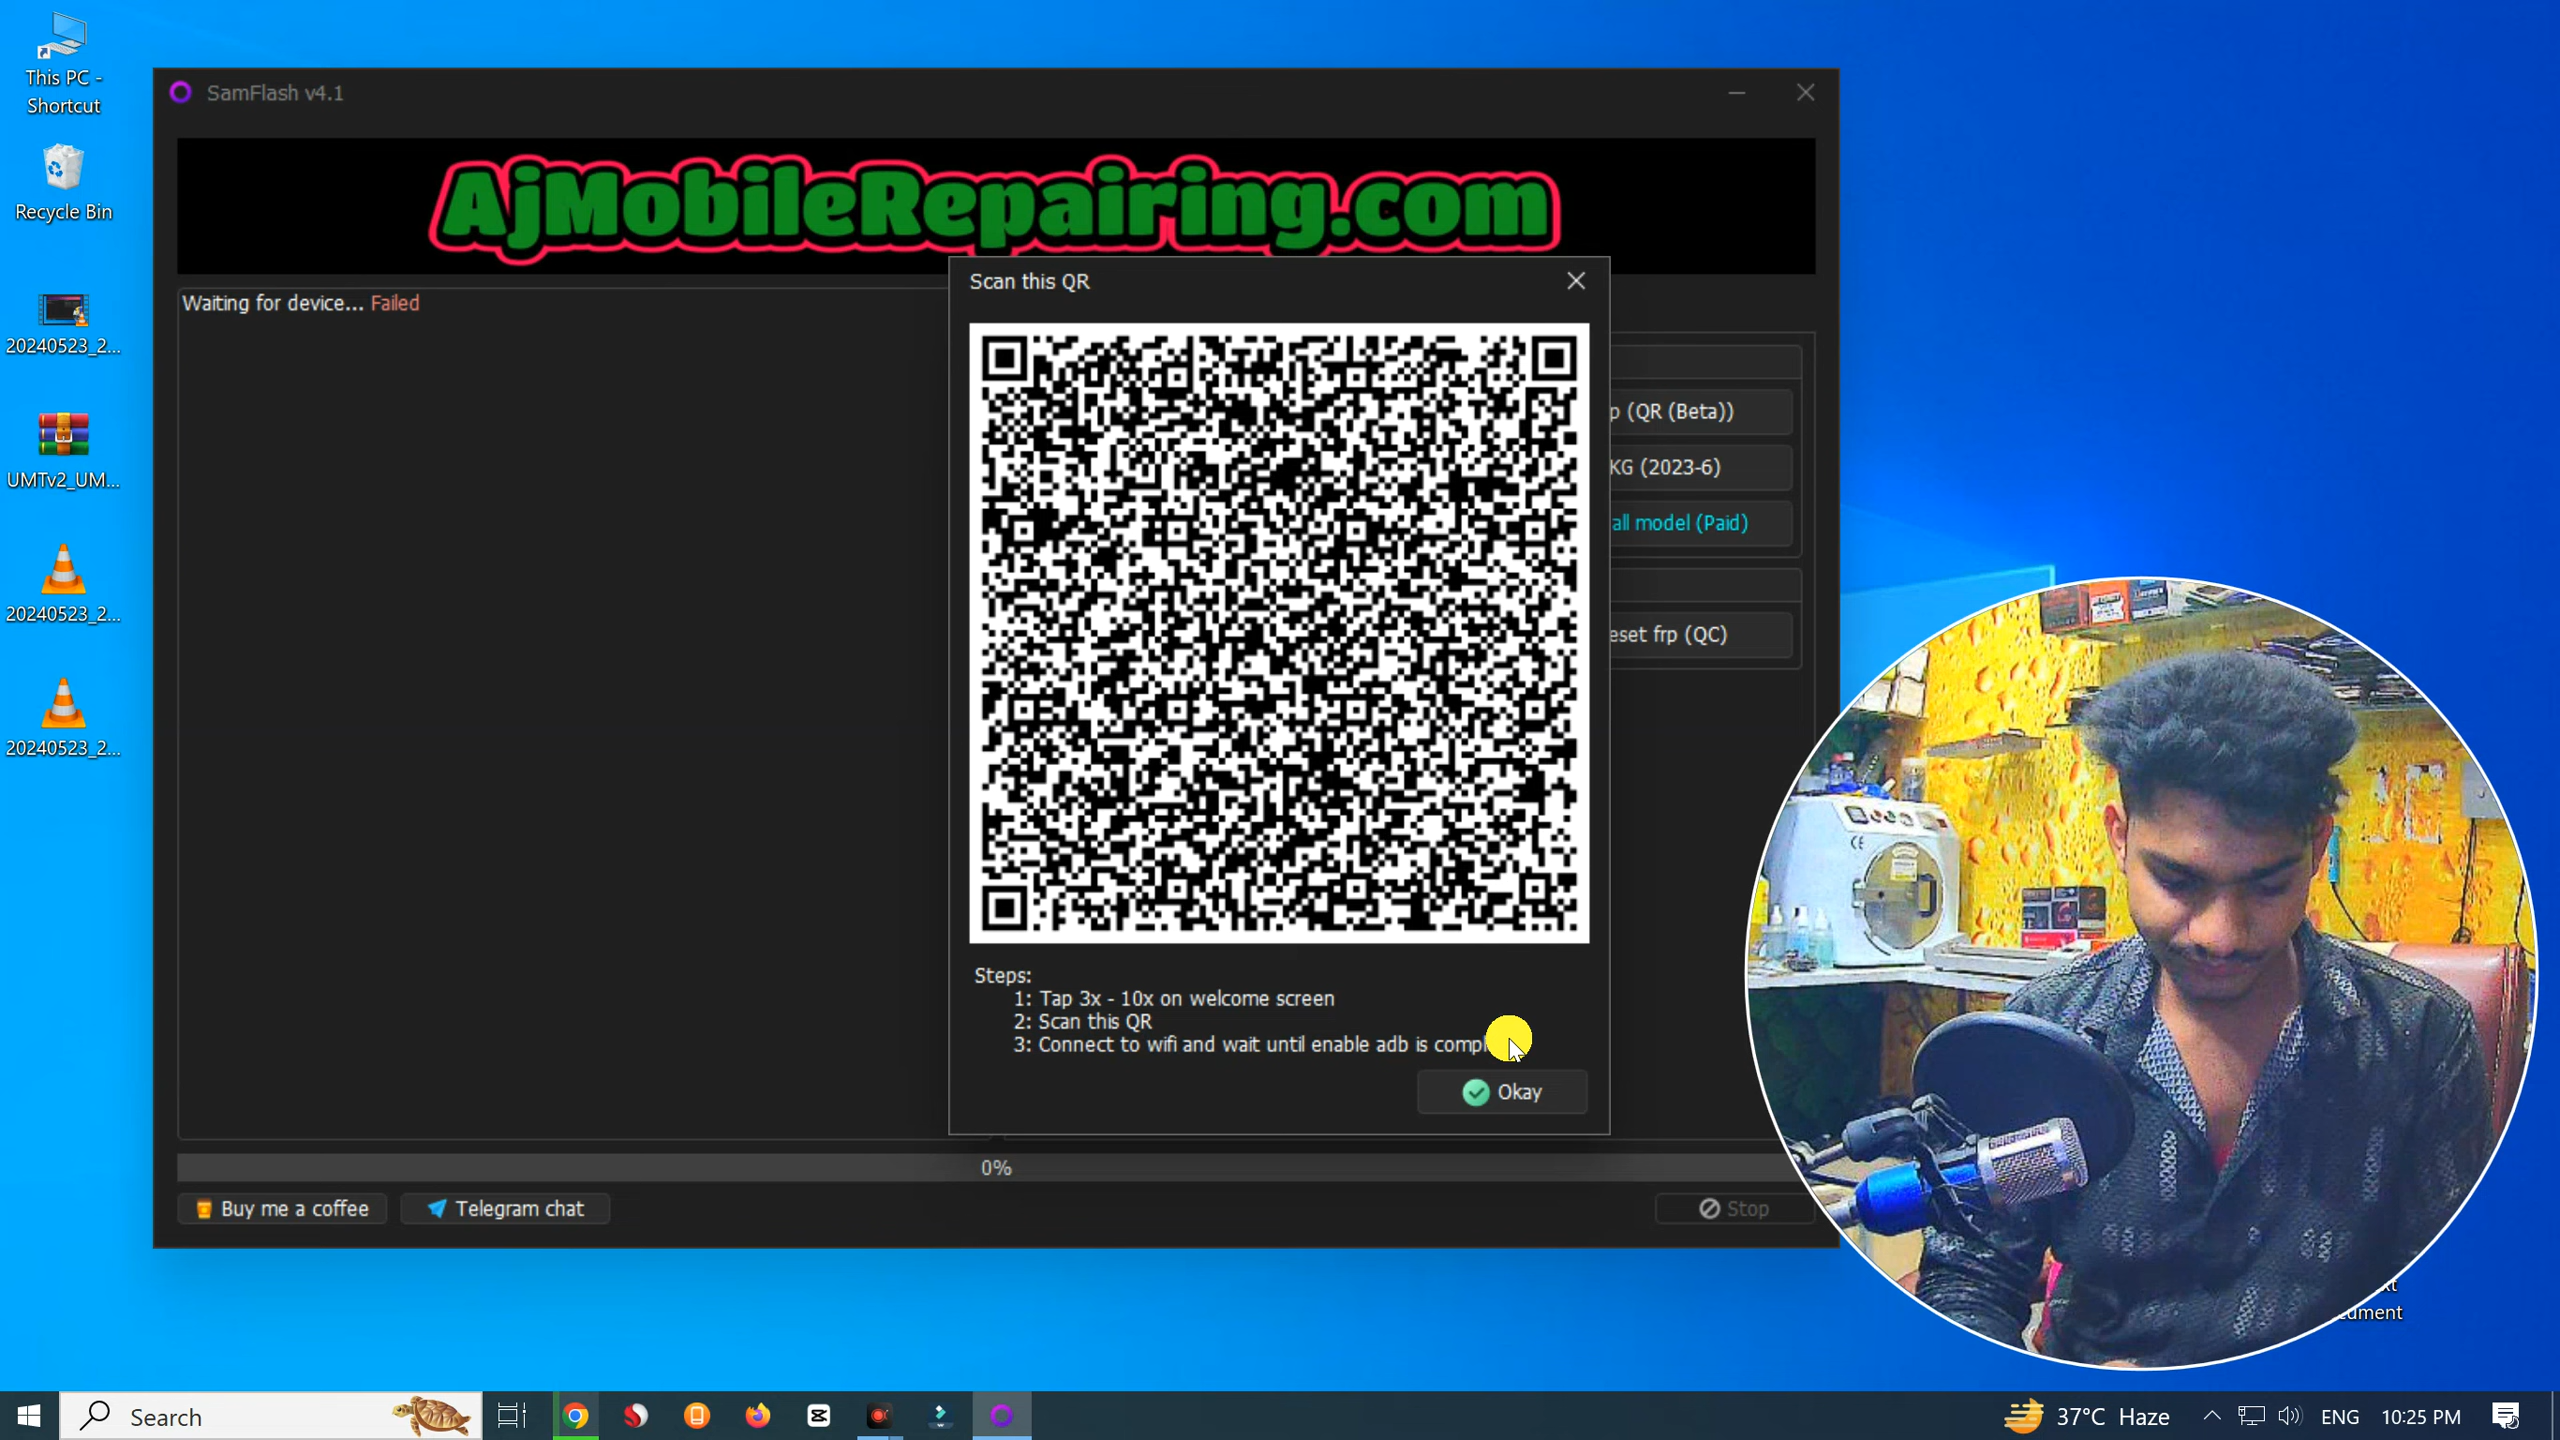 This PC -
Shortcut
Recycle Bin
20240523_2...
UMTv2_UM...
20240523_2...
20240523_2...
SamFlash v4.1
AjMobileRepairing.com
Waiting for device... Failed
Scan this QR
(QR (Beta))
KG (2023-6)
all model (Paid)
frp (QC)
Steps:
1: Tap 3x - 10x on welcome screen
2: Scan this QR
3: Connect to wifi and wait until enable adb is
Okay
0%
Buy me a coffee
Telegram chat
Stop
Search
37°C Haze
ENG
10:25 PM